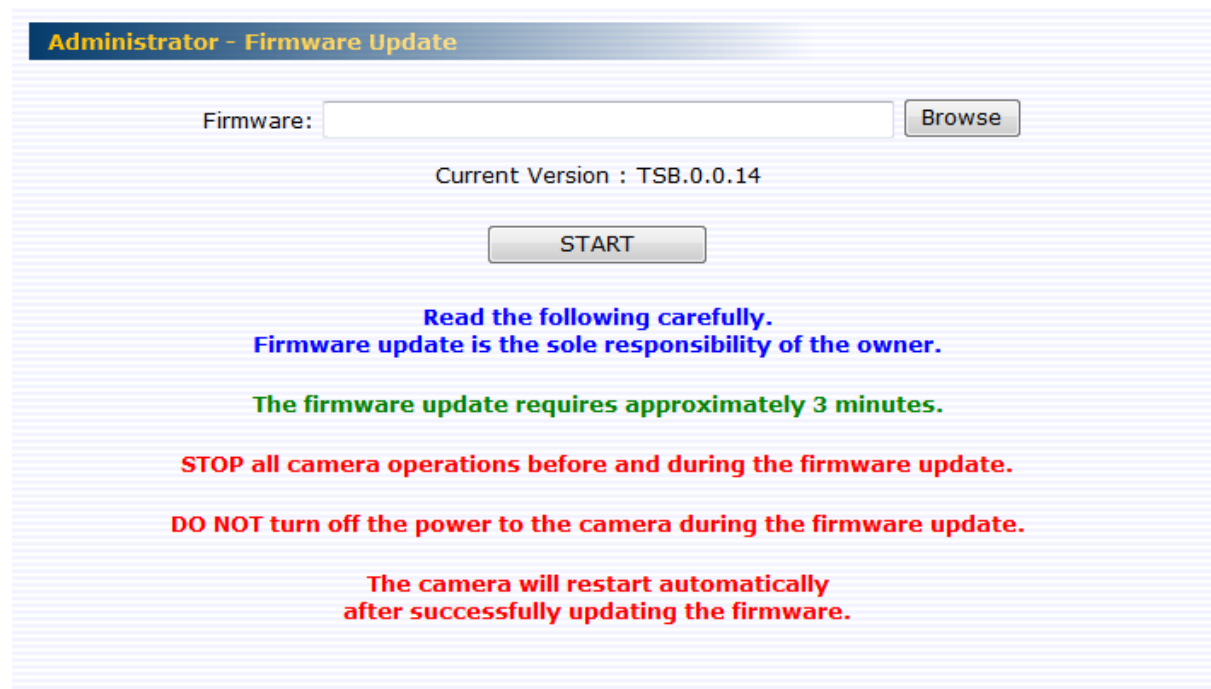 Administrator - Firmware Update
Firmware: Browse
Current Version : TSB.0.0.14
START
Read the following carefully.
Firmware update is the sole responsibility of the owner.
The firmware update requires approximately 3 minutes.
STOP all camera operations before and during the firmware update.
DO NOT turn off the power to the camera during the firmware update.
The camera will restart automatically
after successfully updating the firmware.